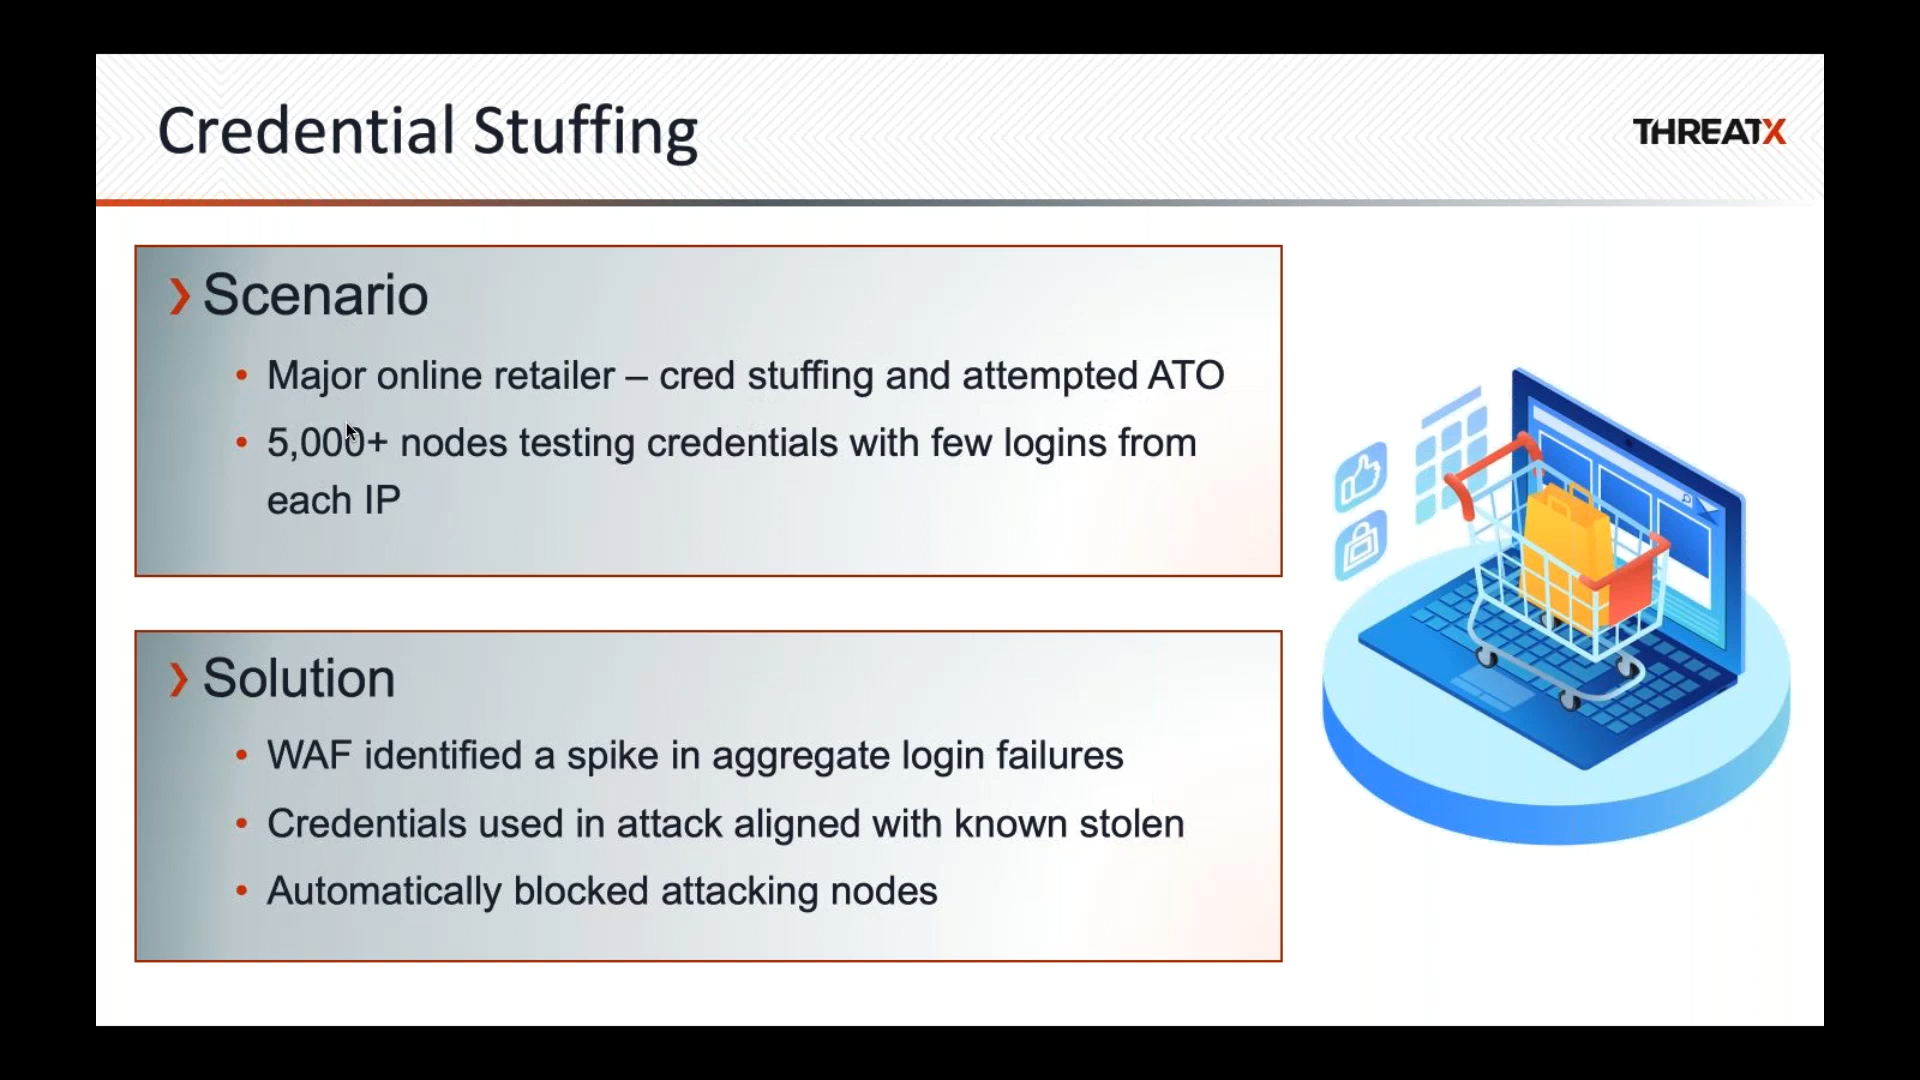 Credential Stuffing
THREATX
❯ Scenario
• Major online retailer – cred stuffing and attempted ATO
• 5,000+ nodes testing credentials with few logins from
each IP
❯ Solution
• WAF identified a spike in aggregate login failures
• Credentials used in attack aligned with known stolen
• Automatically blocked attacking nodes